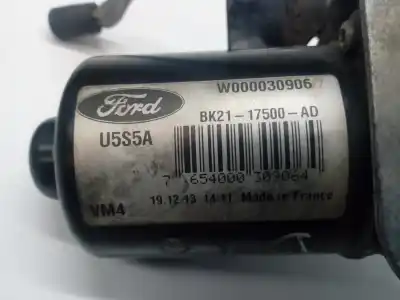 W000030906
Ford
BK21-17500-AD
U5S5A
7 654000 309064
VM4
19.12.13 Made in France